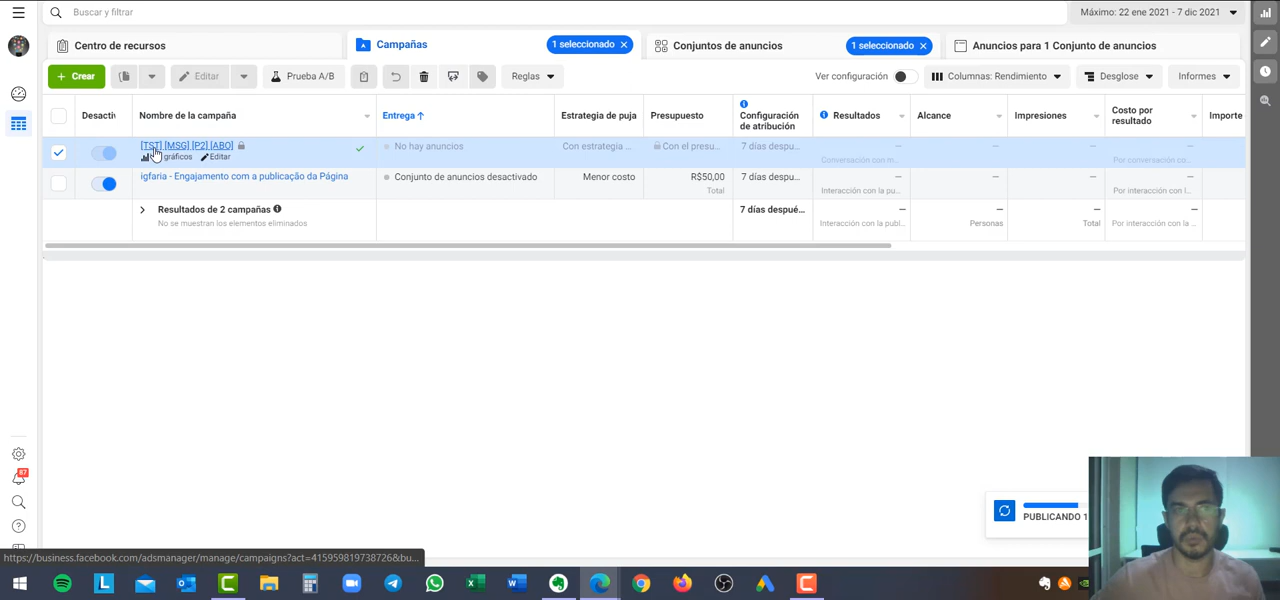 Buscar y filtrar
Máximo: 22 ene 2021 - 7 dic 2021
Centro de recursos
Campañas
1 seleccionado
Conjuntos de anuncios
1 seleccionado
Anuncios para 1 Conjunto de anuncios
+ Crear
Editar
Prueba A/B
Reglas
Ver configuración
Columnas: Rendimiento
Desglose
Informes
Desacti
Nombre de la campaña
Entrega ↑
Estrategia de puja
Presupuesto
Configuración de atribución
Resultados
Alcance
Impresiones
Costo por resultado
Importe
[TST] [MSG] [P2] [ABO]
gráficos
Editar
No hay anuncios
Con estrategia ...
Con el presu...
7 días despu...
—
Conversación con m...
—
—
—
Por conversación co...
igfaria - Engajamento com a publicação da Página
Conjunto de anuncios desactivado
Menor costo
R$50,00
Total
7 días despu...
—
Interacción con la pu...
—
—
—
Por interacción con l...
Resultados de 2 campañas
No se muestran los elementos eliminados
7 días despué...
—
Interacción con la publ...
—
Personas
—
Total
—
Por interacción con la ...
87
PUBLICANDO 1
https://business.facebook.com/adsmanager/manage/campaigns?act=415959819738726&bu...